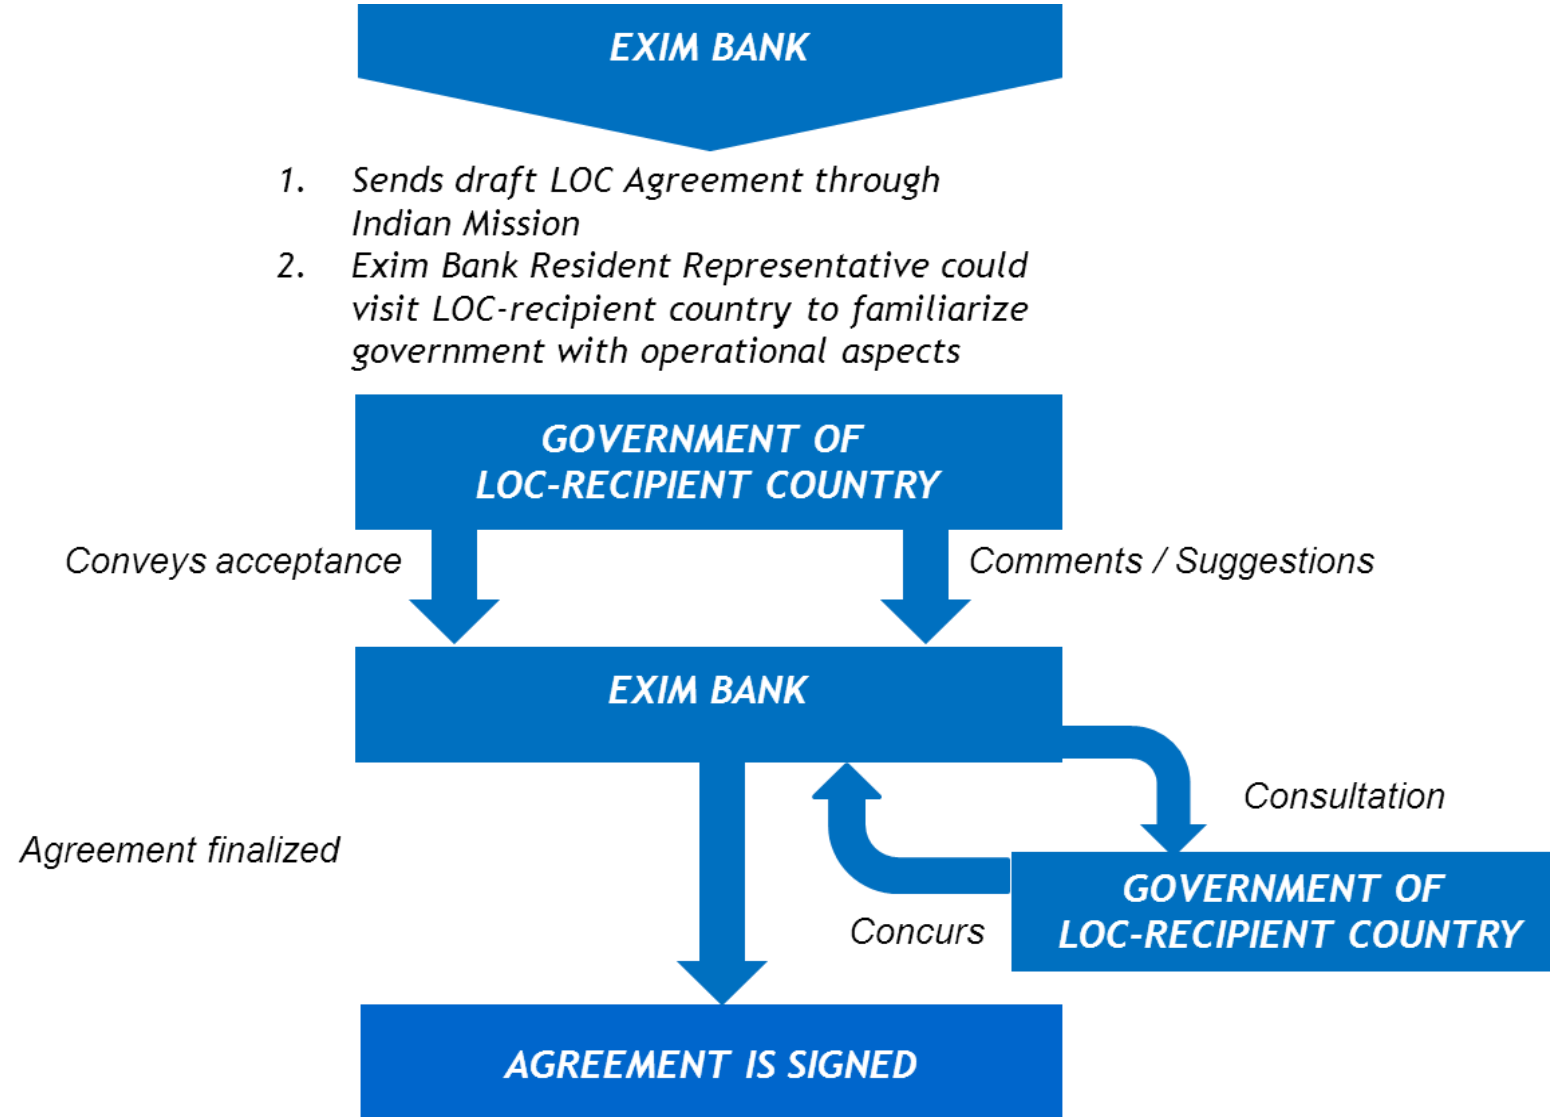 EXIM BANK
1. Sends draft LOC Agreement through
Indian Mission
2. Exim Bank Resident Representative could
visit LOC-recipient country to familiarize
government with operational aspects
GOVERNMENT OF
LOC-RECIPIENT COUNTRY
Conveys acceptance
Comments / Suggestions
EXIM BANK
Consultation
Agreement finalized
GOVERNMENT OF
LOC-RECIPIENT COUNTRY
Concurs
AGREEMENT IS SIGNED